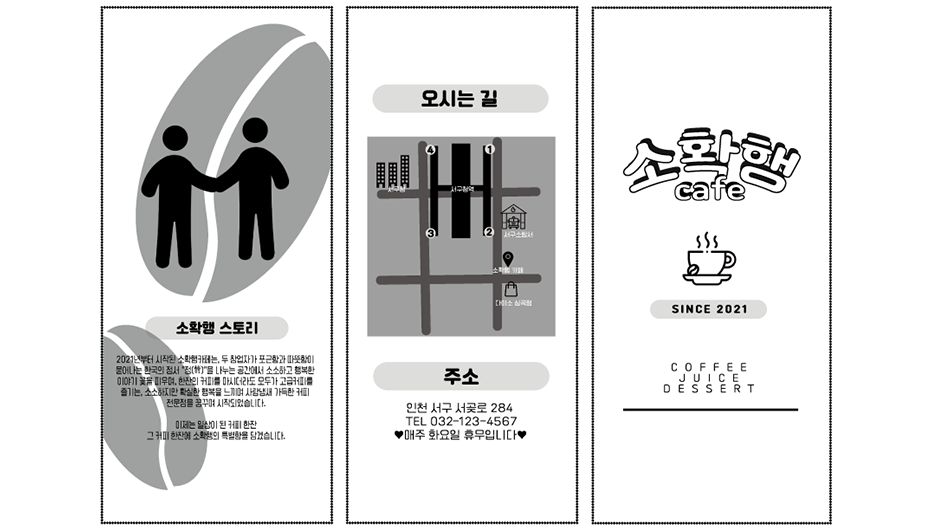 소확행 스토리
2021년부터 시작된 소확행카페는, 두 창업자가 포근함과 따뜻함이
묻어나는 한국의 정서 "정(情)"을 나누는 공간에서 소소하고 행복한
이야기 꽃을 피우며, 한잔의 커피를 마시더라도 모두가 고급커피를
즐기는, 소소하지만 확실한 행복을 느끼며 사람냄새 가득한 커피
전문점을 꿈꾸며 시작되었습니다.
이제는 일상이 된 커피 한잔
그 커피 한잔에 소확행의 특별함을 담겠습니다.
오시는 길
4
1
서구청
서구청역
3
2
서구소방서
소확행 카페
다이소 심곡점
주소
인천 서구 서곶로 284
TEL 032-123-4567
♥매주 화요일 휴무입니다♥
소확행
cafe
SINCE 2021
COFFEE
JUICE
DESSERT